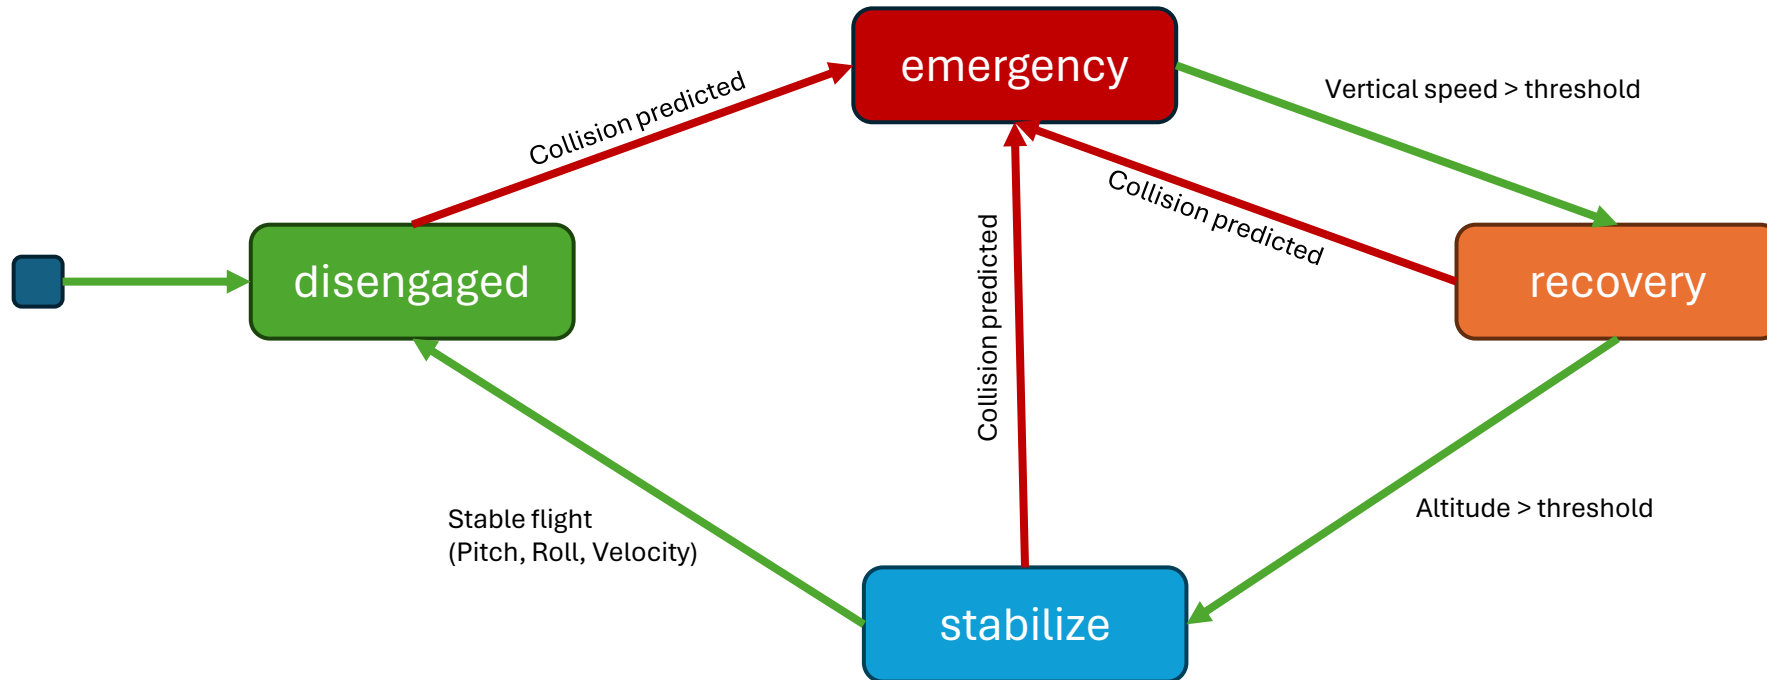 emergency
Vertical speed > threshold
Collision predicted
Collision predicted
Collision predicted
disengaged
recovery
Stable flight
(Pitch, Roll, Velocity)
Altitude > threshold
stabilize